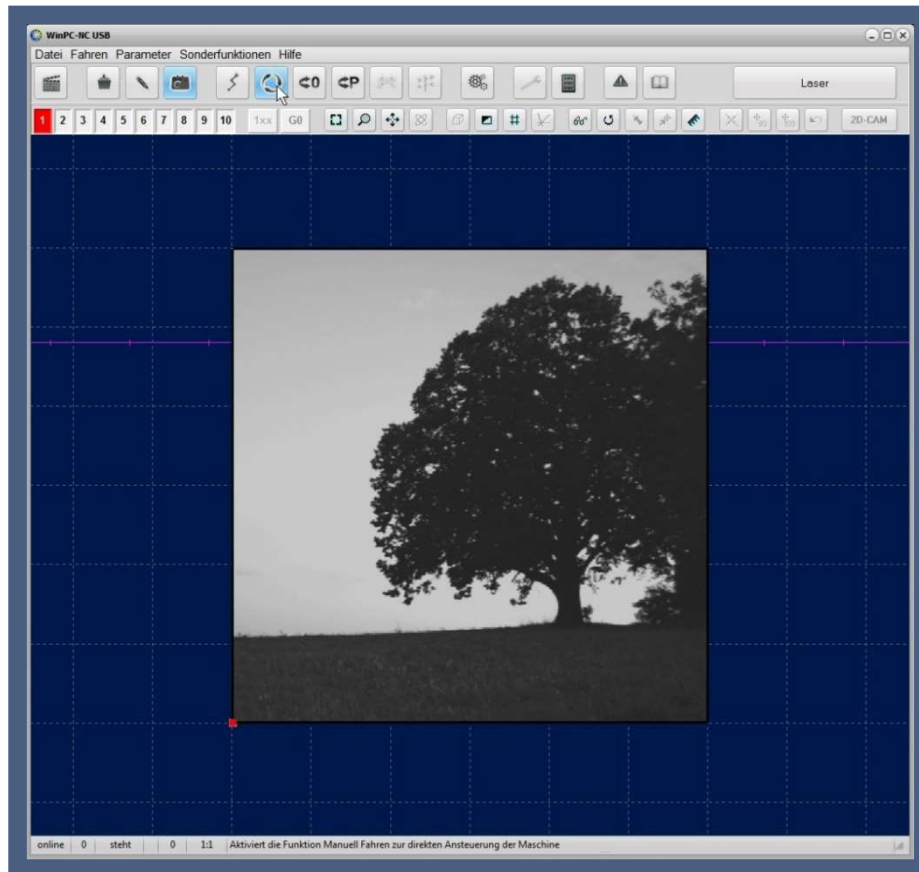 WinPC-NC USB
Datei Fahren Parameter Sonderfunktionen Hilfe
0 P Laser
1 2 3 4 5 6 7 8 9 10 1xx G0 2D-CAM
online 0 steht 0 1:1 Aktiviert die Funktion Manuell Fahren zur direkten Ansteuerung der Maschine